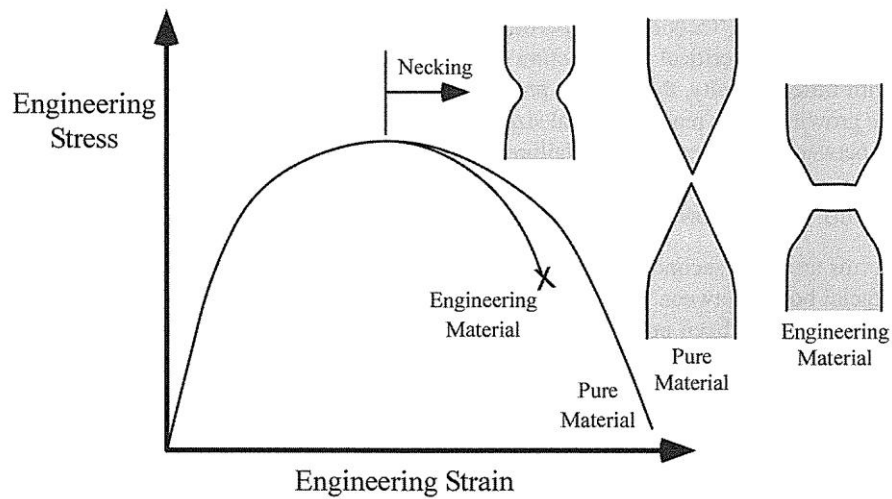 Necking
Engineering
Stress
Engineering
Material
Pure
Material
Pure
Material
Engineering
Material
Engineering Strain